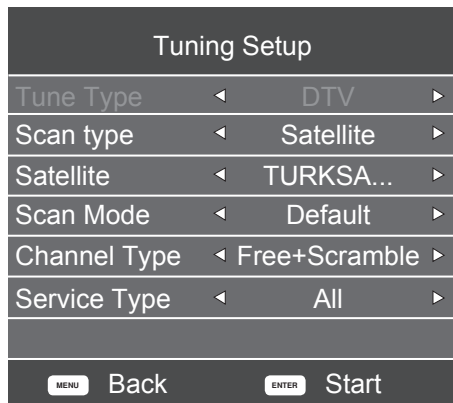 Tuning Setup
Tune Type DTV
Scan type Satellite
Satellite TURKSA...
Scan Mode Default
Channel Type Free+Scramble
Service Type All
MENU Back ENTER Start